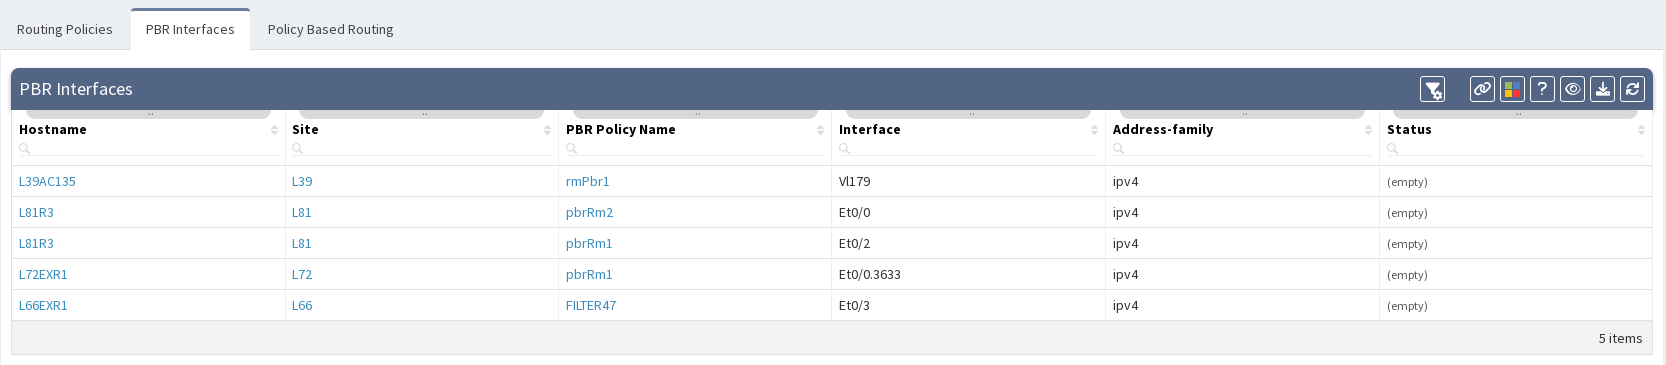 Routing Policies PBR Interfaces Policy Based Routing
PBR Interfaces ?
Hostname Site PBR Policy Name Interface Address-family Status
L39AC135 L39 rmPbr1 Vl179 ipv4 (empty)
L81R3 L81 pbrRm2 Et0/0 ipv4 (empty)
L81R3 L81 pbrRm1 Et0/2 ipv4 (empty)
L72EXR1 L72 pbrRm1 Et0/0.3633 ipv4 (empty)
L66EXR1 L66 FILTER47 Et0/3 ipv4 (empty)
5 items